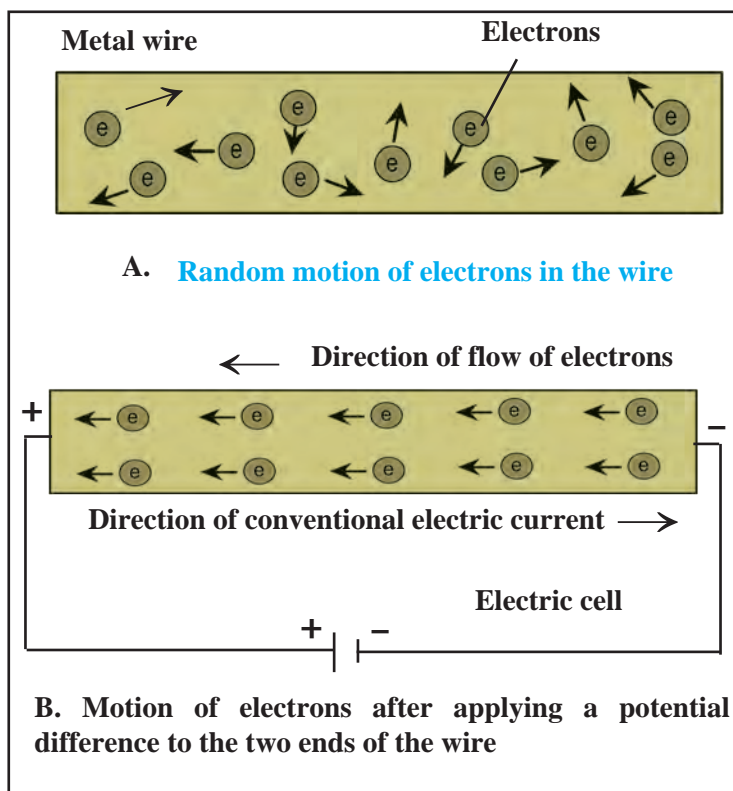 Metal wire
Electrons
e e e e e e
e e e e e
A. Random motion of electrons in the wire
Direction of flow of electrons
+ −
e e e e e
e e e e e
Direction of conventional electric current
Electric cell
+ −
B. Motion of electrons after applying a potential
difference to the two ends of the wire